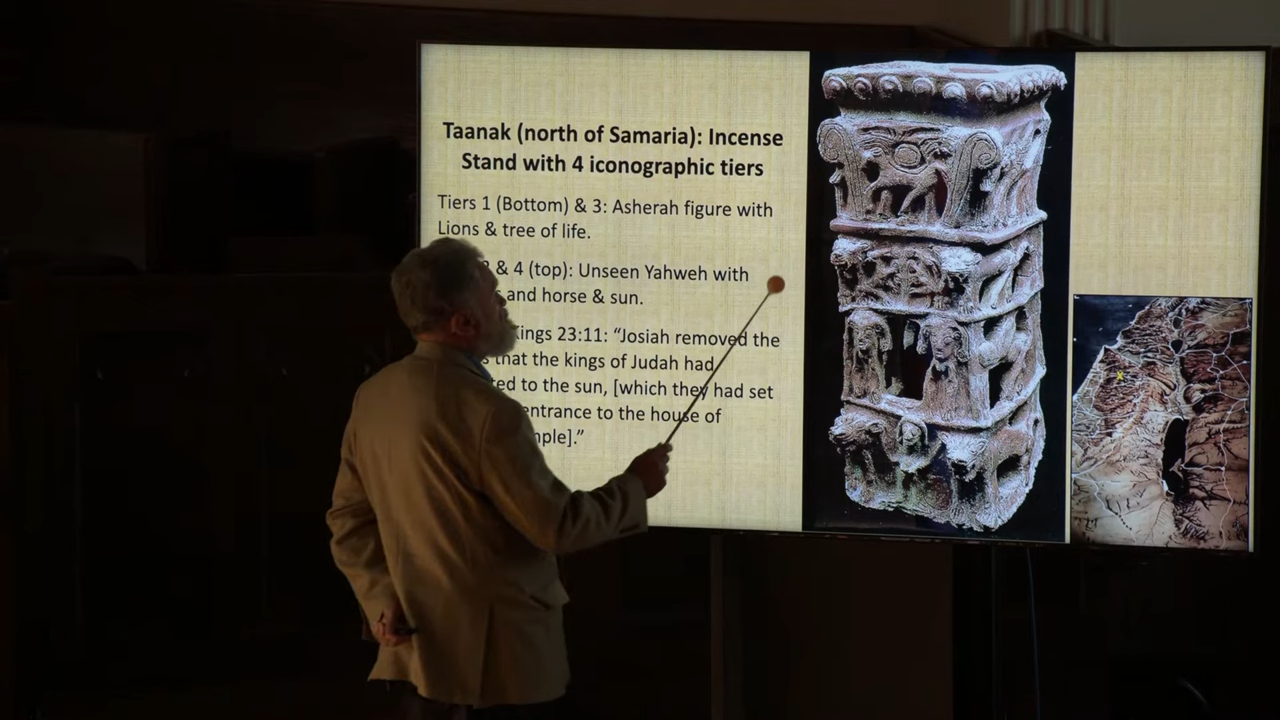 Taanak (north of Samaria): Incense
Stand with 4 iconographic tiers
Tiers 1 (Bottom) & 3: Asherah figure with
Lions & tree of life.
& 4 (top): Unseen Yahweh with
and horse & sun.
ings 23:11: “Josiah removed the
that the kings of Judah had
ted to the sun, [which they had set
entrance to the house of
mple].”